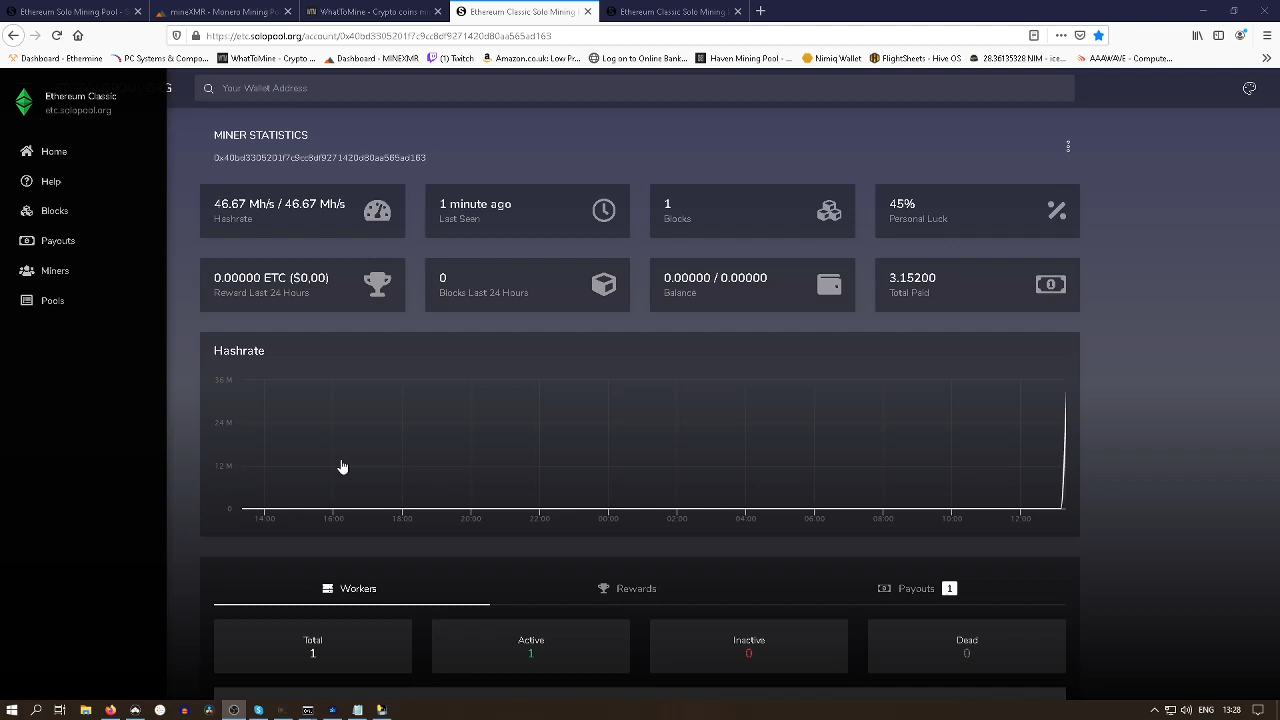 Ethereum Solo Mining Pool - S
mineXMR - Monero Mining Po
WhatToMine - Crypto coins mi
Ethereum Classic Solo Mining
Ethereum Classic Solo Mining
https://etc.solopool.org/account/0x40bd3305201f7c9cc8df9271420d80aa565ad163
Dashboard - Ethermine
PC Systems & Compo...
WhatToMine - Crypto ...
Dashboard - MINEXMR
(1) Twitch
Amazon.co.uk: Low Pr...
Log on to Online Bank...
Haven Mining Pool - ...
Nimiq Wallet
FlightSheets - Hive OS
28.36135328 NIM - ice...
AAAWAVE - Compute...
Ethereum Classic
etc.solopool.org
G
Your Wallet Address
Home
Help
Blocks
Payouts
Miners
Pools
MINER STATISTICS
0x40bd3305201f7c9cc8df9271420d80aa565ad163
46.67 Mh/s / 46.67 Mh/s
Hashrate
1 minute ago
Last Seen
1
Blocks
45%
Personal Luck
0.00000 ETC ($0,00)
Reward Last 24 Hours
0
Blocks Last 24 Hours
0.00000 / 0.00000
Balance
3.15200
Total Paid
Hashrate
36 M
24 M
12 M
0
14:00
16:00
18:00
20:00
22:00
00:00
02:00
04:00
06:00
08:00
10:00
12:00
Workers
Rewards
Payouts 1
Total
1
Active
1
Inactive
0
Dead
0
ENG
13:28